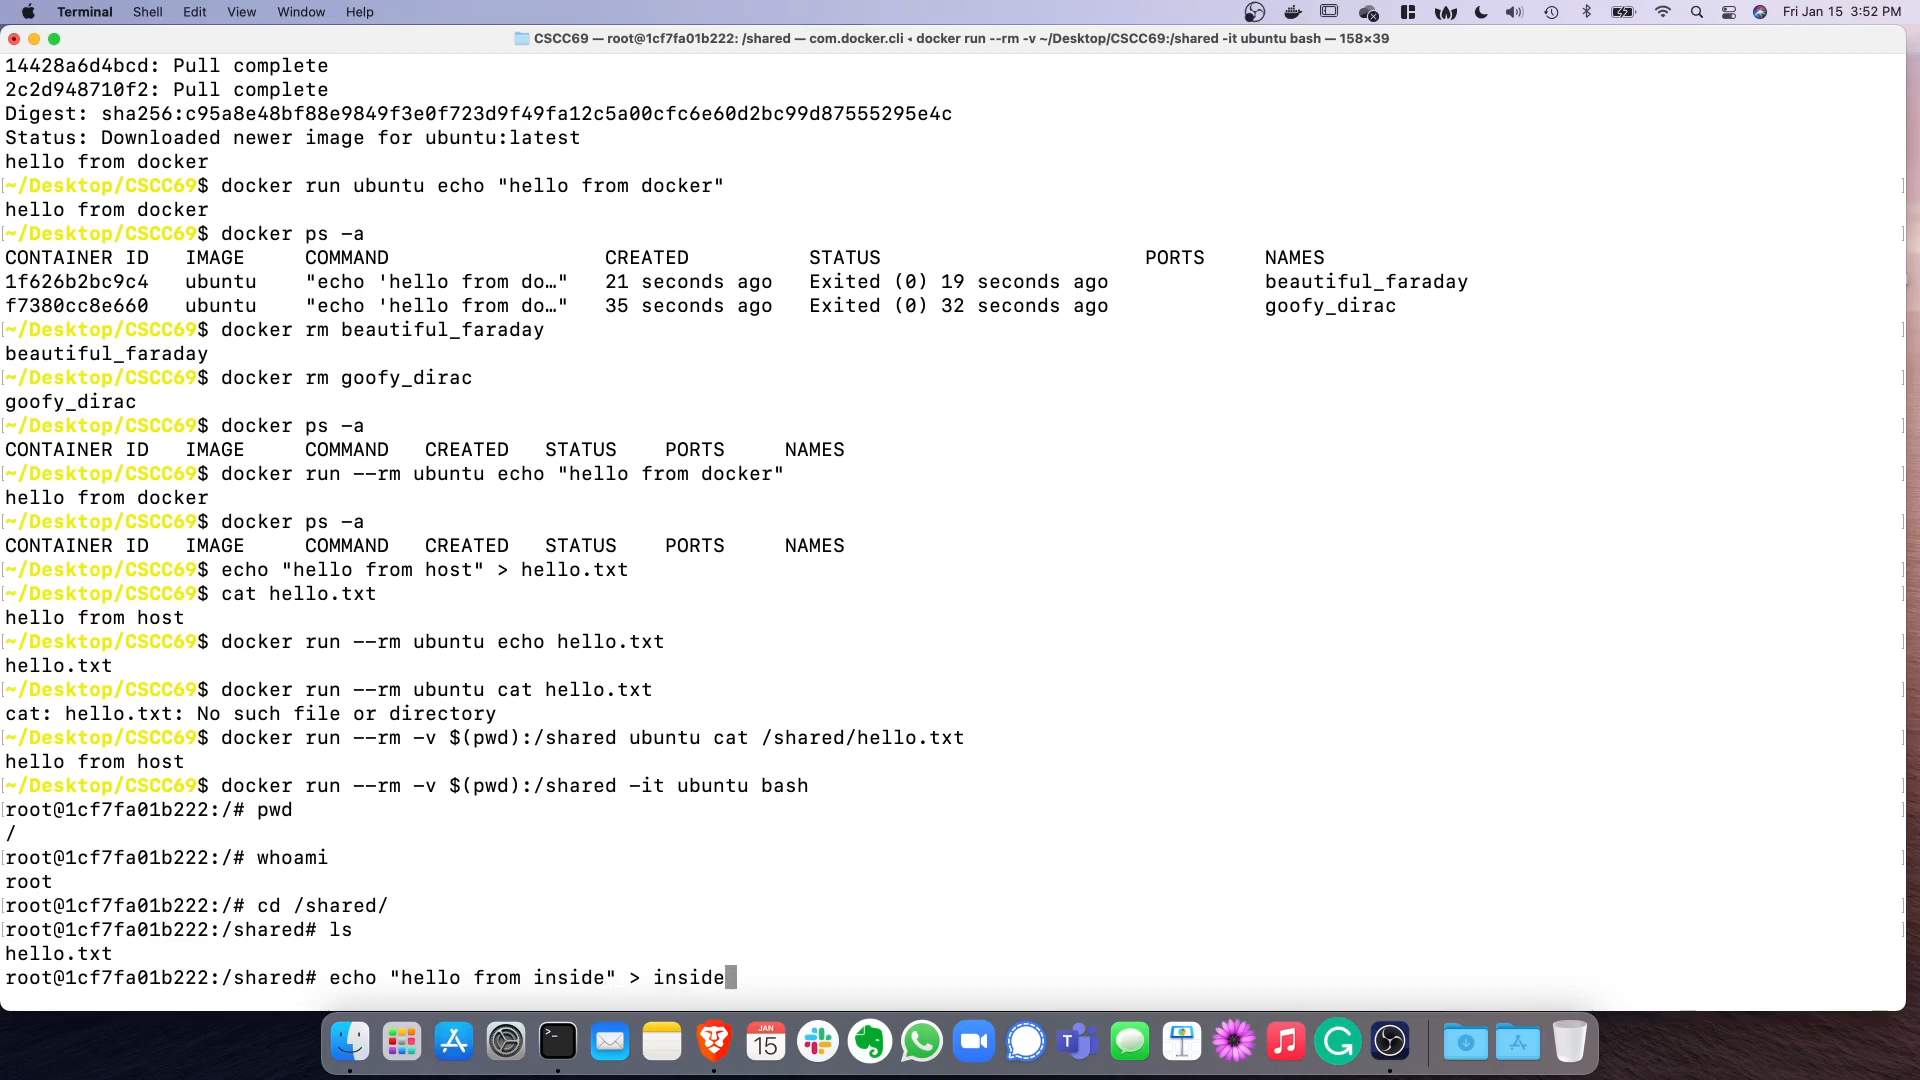 Terminal Shell Edit View Window Help Fri Jan 15 3:52 PM
CSCC69 — root@1cf7fa01b222: /shared — com.docker.cli ◂ docker run --rm -v ~/Desktop/CSCC69:/shared -it ubuntu bash — 158×39
14428a6d4bcd: Pull complete
2c2d948710f2: Pull complete
Digest: sha256:c95a8e48bf88e9849f3e0f723d9f49fa12c5a00cfc6e60d2bc99d87555295e4c
Status: Downloaded newer image for ubuntu:latest
hello from docker
~/Desktop/CSCC69$ docker run ubuntu echo "hello from docker"
hello from docker
~/Desktop/CSCC69$ docker ps -a
CONTAINER ID   IMAGE     COMMAND                  CREATED          STATUS                      PORTS     NAMES
1f626b2bc9c4   ubuntu    "echo 'hello from do…"   21 seconds ago   Exited (0) 19 seconds ago             beautiful_faraday
f7380cc8e660   ubuntu    "echo 'hello from do…"   35 seconds ago   Exited (0) 32 seconds ago             goofy_dirac
~/Desktop/CSCC69$ docker rm beautiful_faraday
beautiful_faraday
~/Desktop/CSCC69$ docker rm goofy_dirac
goofy_dirac
~/Desktop/CSCC69$ docker ps -a
CONTAINER ID   IMAGE     COMMAND   CREATED   STATUS    PORTS     NAMES
~/Desktop/CSCC69$ docker run --rm ubuntu echo "hello from docker"
hello from docker
~/Desktop/CSCC69$ docker ps -a
CONTAINER ID   IMAGE     COMMAND   CREATED   STATUS    PORTS     NAMES
~/Desktop/CSCC69$ echo "hello from host" > hello.txt
~/Desktop/CSCC69$ cat hello.txt
hello from host
~/Desktop/CSCC69$ docker run --rm ubuntu echo hello.txt
hello.txt
~/Desktop/CSCC69$ docker run --rm ubuntu cat hello.txt
cat: hello.txt: No such file or directory
~/Desktop/CSCC69$ docker run --rm -v $(pwd):/shared ubuntu cat /shared/hello.txt
hello from host
~/Desktop/CSCC69$ docker run --rm -v $(pwd):/shared -it ubuntu bash
root@1cf7fa01b222:/# pwd
/
root@1cf7fa01b222:/# whoami
root
root@1cf7fa01b222:/# cd /shared/
root@1cf7fa01b222:/shared# ls
hello.txt
root@1cf7fa01b222:/shared# echo "hello from inside" > inside
JAN
15